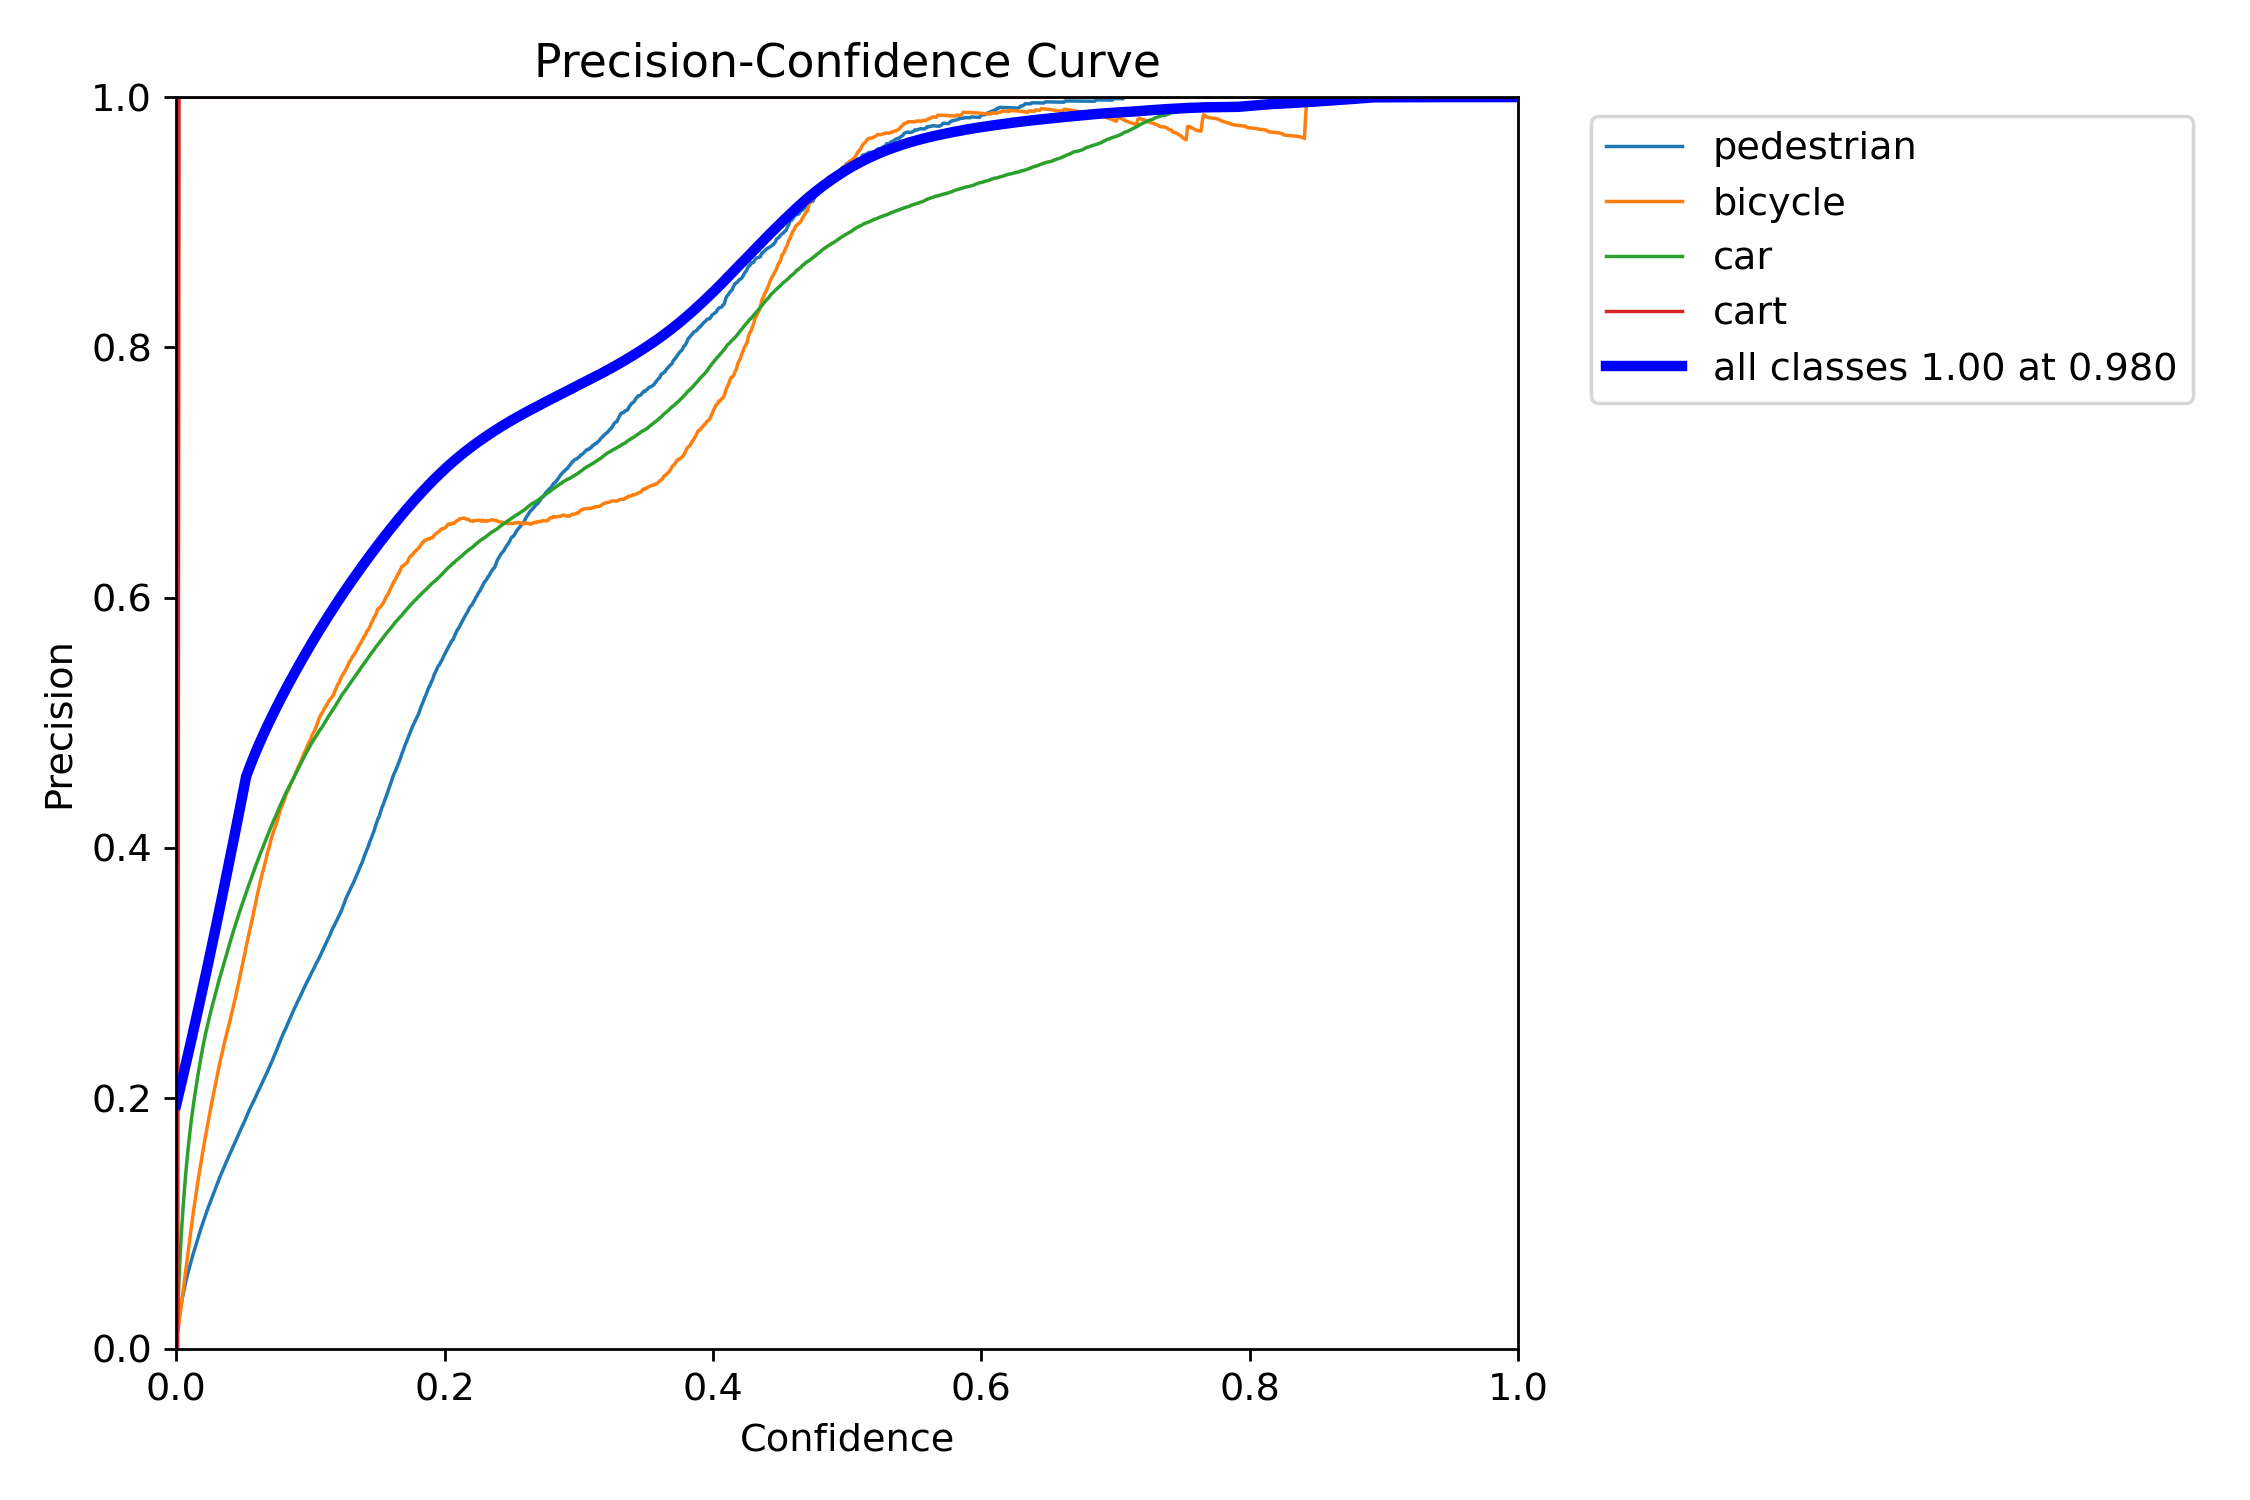 Precision-Confidence Curve
1.0
0.8
0.6
0.4
0.2
0.0
Precision
0.0 0.2 0.4 0.6 0.8 1.0
Confidence
pedestrian
bicycle
car
cart
all classes 1.00 at 0.980